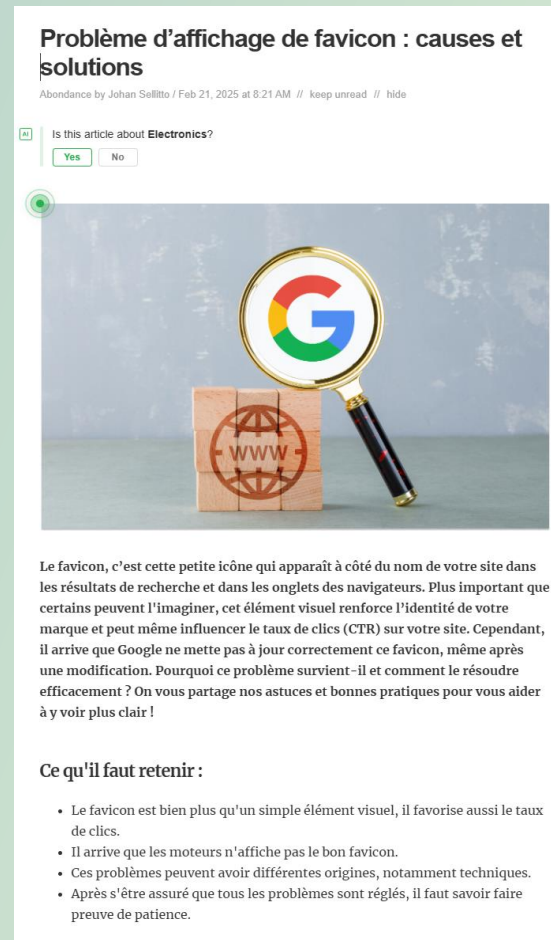 Problème d’affichage de favicon : causes et
solutions
Abondance by Johan Sellitto / Feb 21, 2025 at 8:21 AM // keep unread // hide
AI
Is this article about Electronics?
Yes No
G
WWW
Le favicon, c’est cette petite icône qui apparaît à côté du nom de votre site dans
les résultats de recherche et dans les onglets des navigateurs. Plus important que
certains peuvent l'imaginer, cet élément visuel renforce l’identité de votre
marque et peut même influencer le taux de clics (CTR) sur votre site. Cependant,
il arrive que Google ne mette pas à jour correctement ce favicon, même après
une modification. Pourquoi ce problème survient-il et comment le résoudre
efficacement ? On vous partage nos astuces et bonnes pratiques pour vous aider
à y voir plus clair !
Ce qu'il faut retenir :
• Le favicon est bien plus qu'un simple élément visuel, il favorise aussi le taux
de clics.
• Il arrive que les moteurs n'affiche pas le bon favicon.
• Ces problèmes peuvent avoir différentes origines, notamment techniques.
• Après s'être assuré que tous les problèmes sont réglés, il faut savoir faire
preuve de patience.